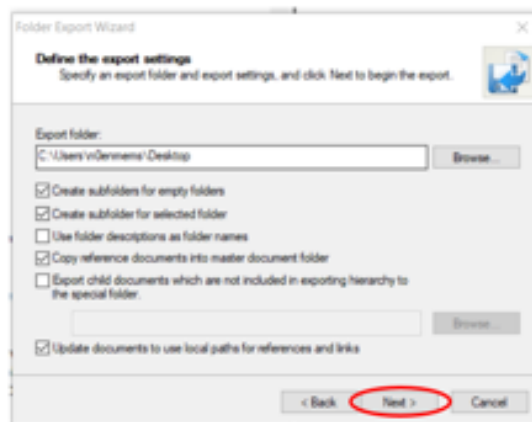 Folder Export Wizard
Define the export settings
Specify an export folder and export settings, and click Next to begin the export.
Export folder:
Browse...
Create subfolders for empty folders
Create subfolder for selected folder
Use folder descriptions as folder names
Copy reference documents into master document folder
Export child documents which are not included in exporting hierarchy to
the special folder.
Browse...
Update documents to use local paths for references and links
< Back Next > Cancel